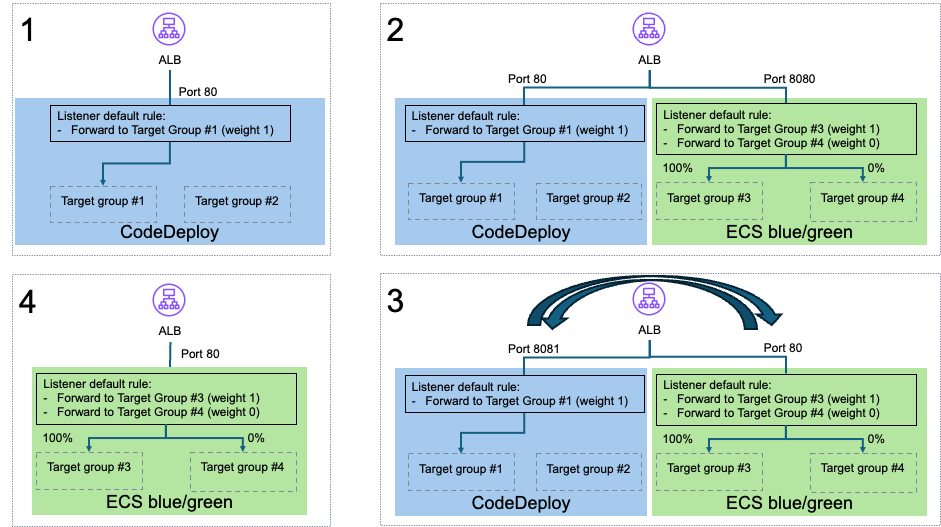 1
ALB
Port 80
Listener default rule:
- Forward to Target Group #1 (weight 1)
Target group #1
Target group #2
CodeDeploy
2
ALB
Port 80
Port 8080
Listener default rule:
- Forward to Target Group #1 (weight 1)
Target group #1
Target group #2
CodeDeploy
Listener default rule:
- Forward to Target Group #3 (weight 1)
- Forward to Target Group #4 (weight 0)
100%
0%
Target group #3
Target group #4
ECS blue/green
4
ALB
Port 80
Listener default rule:
- Forward to Target Group #3 (weight 1)
- Forward to Target Group #4 (weight 0)
100%
0%
Target group #3
Target group #4
ECS blue/green
3
ALB
Port 8081
Port 80
Listener default rule:
- Forward to Target Group #1 (weight 1)
Target group #1
Target group #2
CodeDeploy
Listener default rule:
- Forward to Target Group #3 (weight 1)
- Forward to Target Group #4 (weight 0)
100%
0%
Target group #3
Target group #4
ECS blue/green